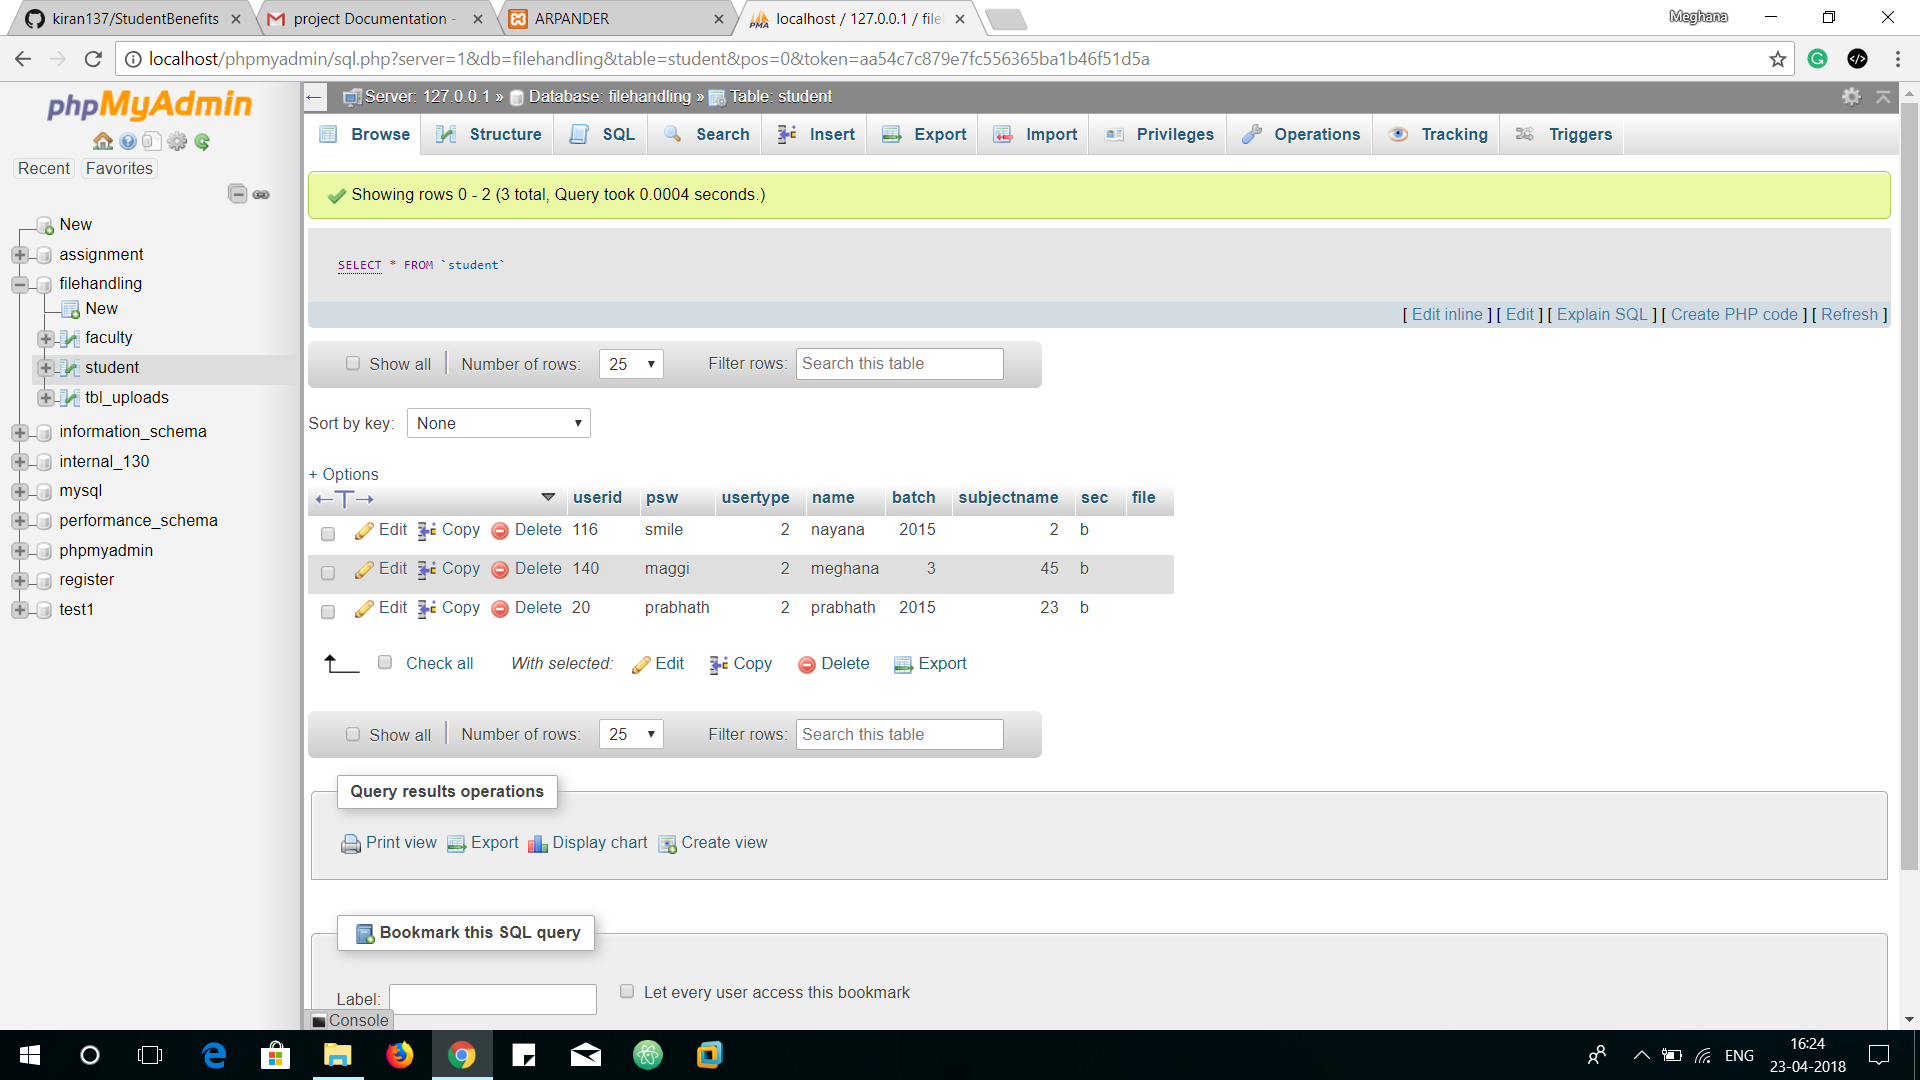 kiran137/StudentBenefits
project Documentation -
ARPANDER
localhost / 127.0.0.1 / file
Meghana
localhost/phpmyadmin/sql.php?server=1&db=filehandling&table=student&pos=0&token=aa54c7c879e7fc556365ba1b46f51d5a
phpMyAdmin
Recent Favorites
New
assignment
filehandling
New
faculty
student
tbl_uploads
information_schema
internal_130
mysql
performance_schema
phpmyadmin
register
test1
Server: 127.0.0.1 » Database: filehandling » Table: student
Browse Structure SQL Search Insert Export Import Privileges Operations Tracking Triggers
Showing rows 0 - 2 (3 total, Query took 0.0004 seconds.)
SELECT * FROM `student`
[ Edit inline ] [ Edit ] [ Explain SQL ] [ Create PHP code ] [ Refresh ]
Show all Number of rows: 25 Filter rows: Search this table
Sort by key: None
+ Options
←T→ userid psw usertype name batch subjectname sec file
Edit Copy Delete 116 smile 2 nayana 2015 2 b
Edit Copy Delete 140 maggi 2 meghana 3 45 b
Edit Copy Delete 20 prabhath 2 prabhath 2015 23 b
Check all With selected: Edit Copy Delete Export
Show all Number of rows: 25 Filter rows: Search this table
Query results operations
Print view Export Display chart Create view
Bookmark this SQL query
Label: Let every user access this bookmark
Console
ENG
16:24
23-04-2018